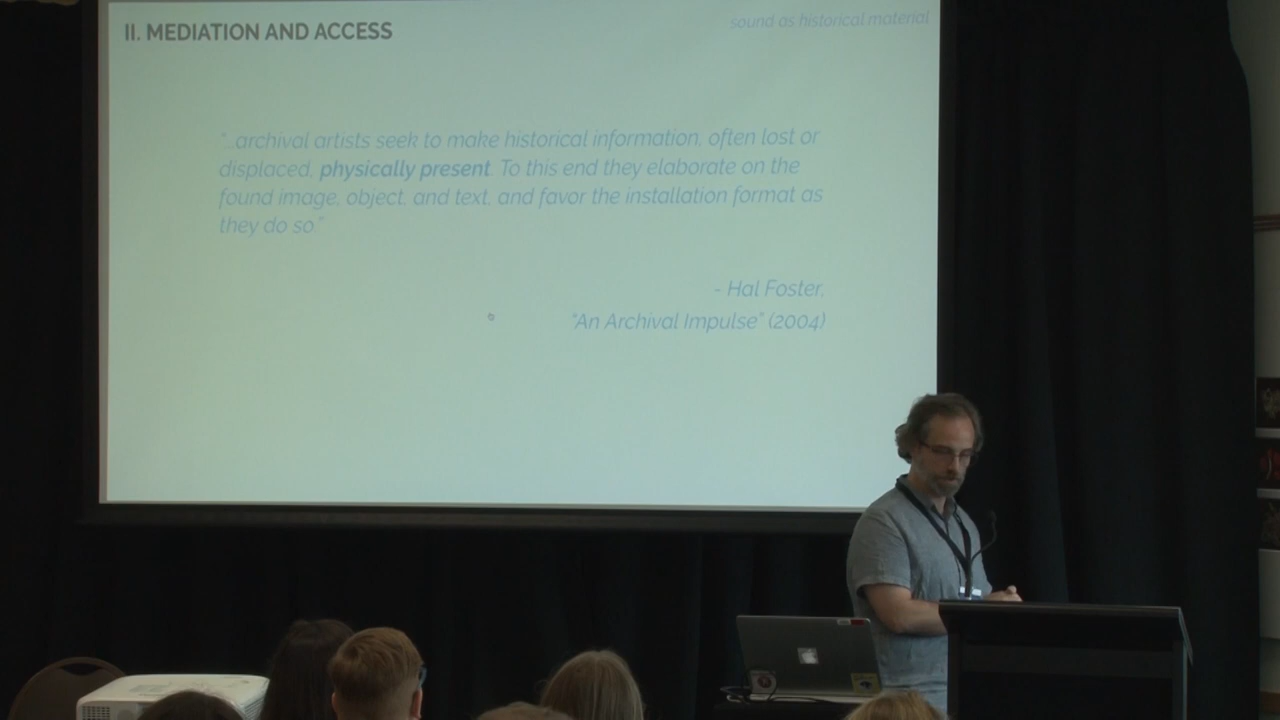 II. MEDIATION AND ACCESS
sound as historical material
"...archival artists seek to make historical information, often lost or
displaced, physically present. To this end they elaborate on the
found image, object, and text, and favor the installation format as
they do so."
- Hal Foster,
"An Archival Impulse" (2004)